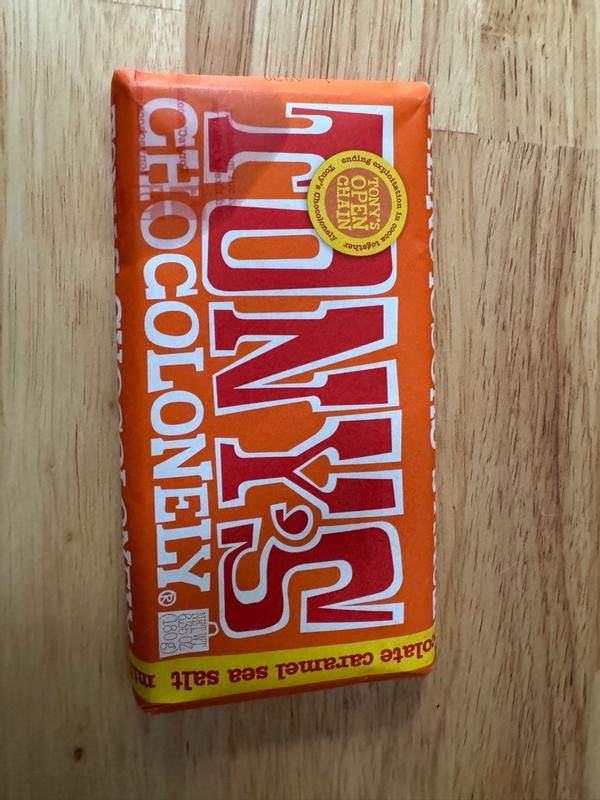 TONY'S
CHOCOLONELY®
Tony's Chocolonely
ending exploitation in cocoa together
TONY'S
OPEN
CHAIN
NET WT
6.35 OZ
(180g)
olate caramel sea salt